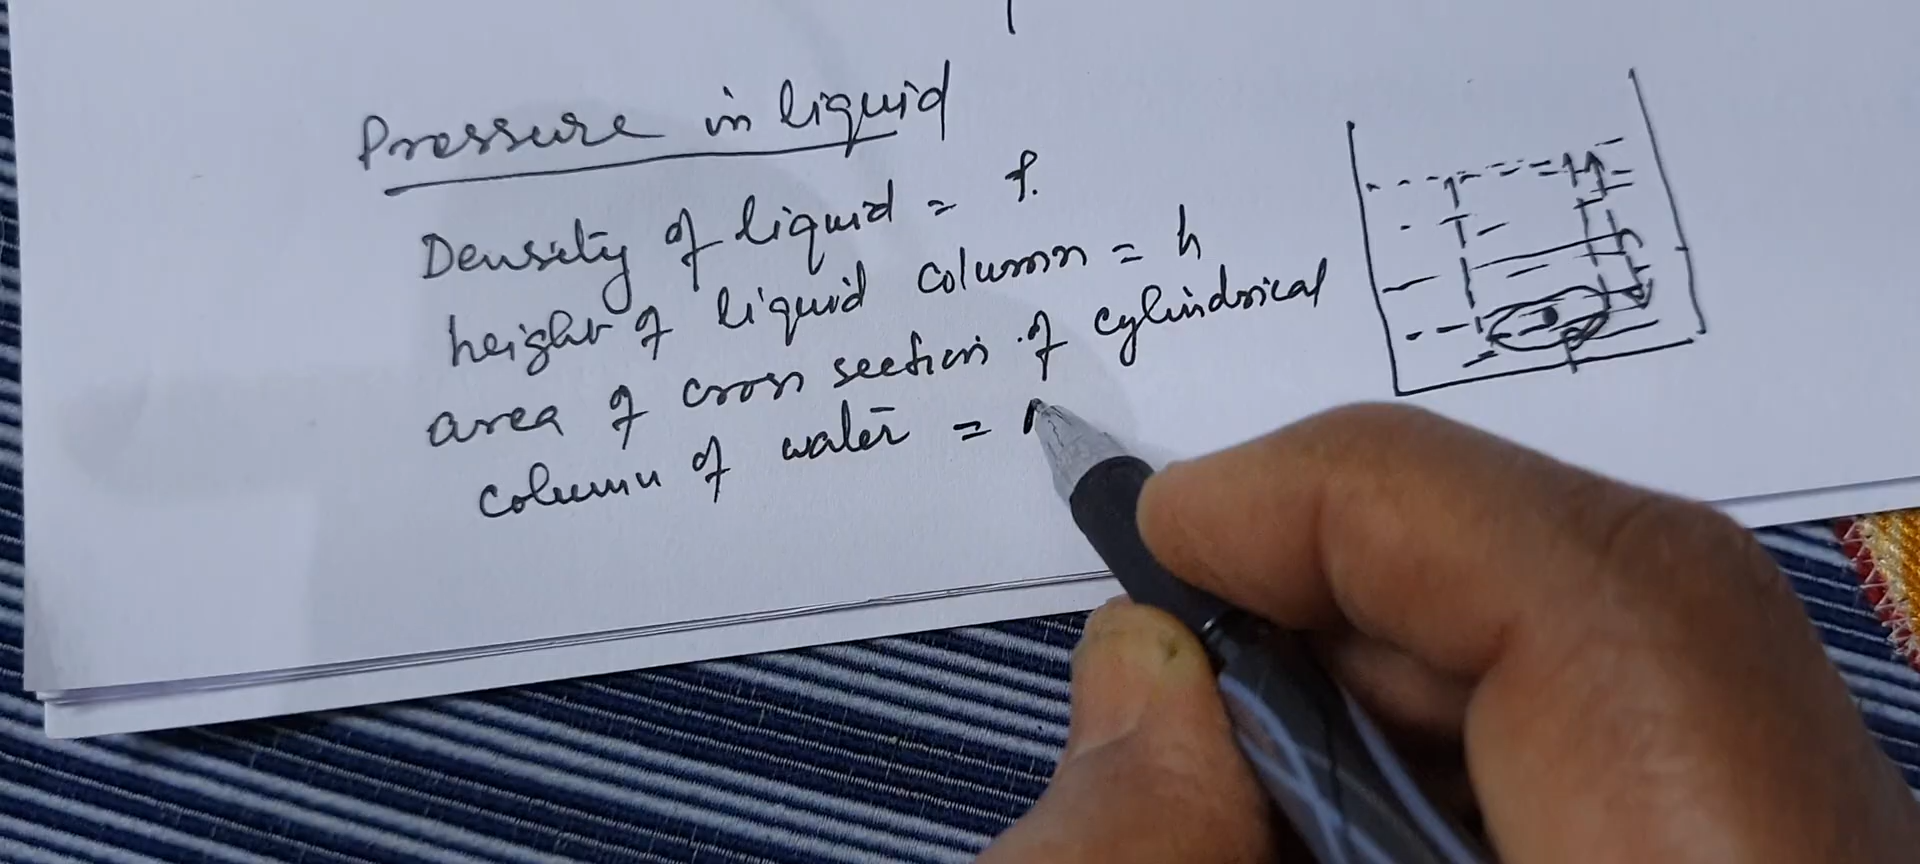 Pressure in liquid
Density of liquid = ρ.
height of liquid column = h
area of cross section of cylindrical
column of water =